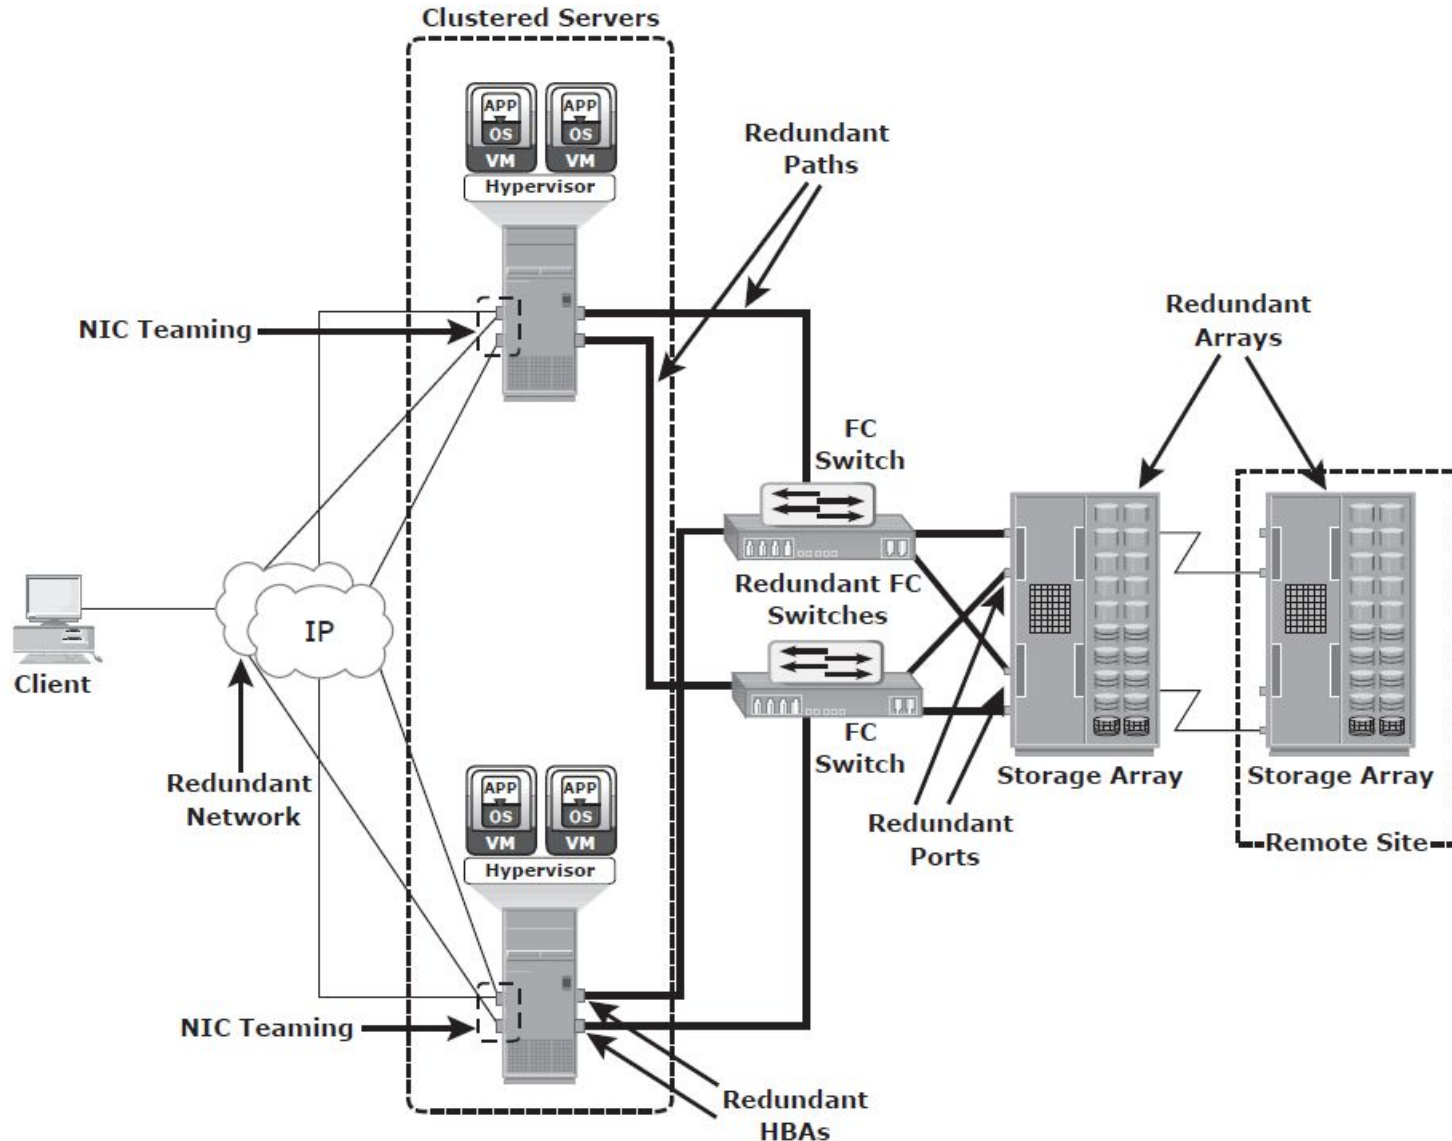 Clustered Servers
APP
OS
VM
APP
OS
VM
Hypervisor
Redundant
Paths
NIC Teaming
Redundant
Arrays
FC
Switch
Redundant FC
Switches
IP
Client
FC
Switch
Storage Array
Storage Array
Redundant
Network
Redundant
Ports
Remote Site
APP
OS
VM
APP
OS
VM
Hypervisor
NIC Teaming
Redundant
HBAs